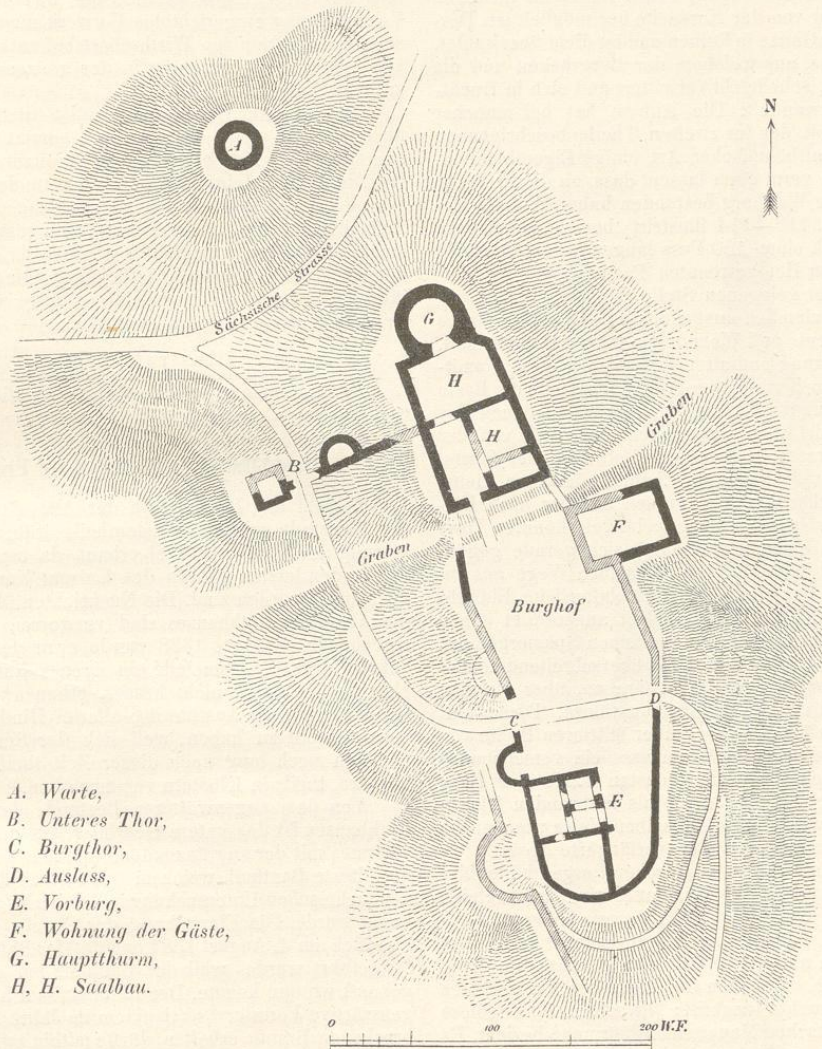 A
N
Sächsische Strasse.
G
H
H
B
Graben
Graben
F
Burghof
C
D
E
A. Warte,
B. Unteres Thor,
C. Burgthor,
D. Auslass,
E. Vorburg,
F. Wohnung der Gäste,
G. Hauptthurm,
H, H. Saalbau.
0 100 200 W.F.